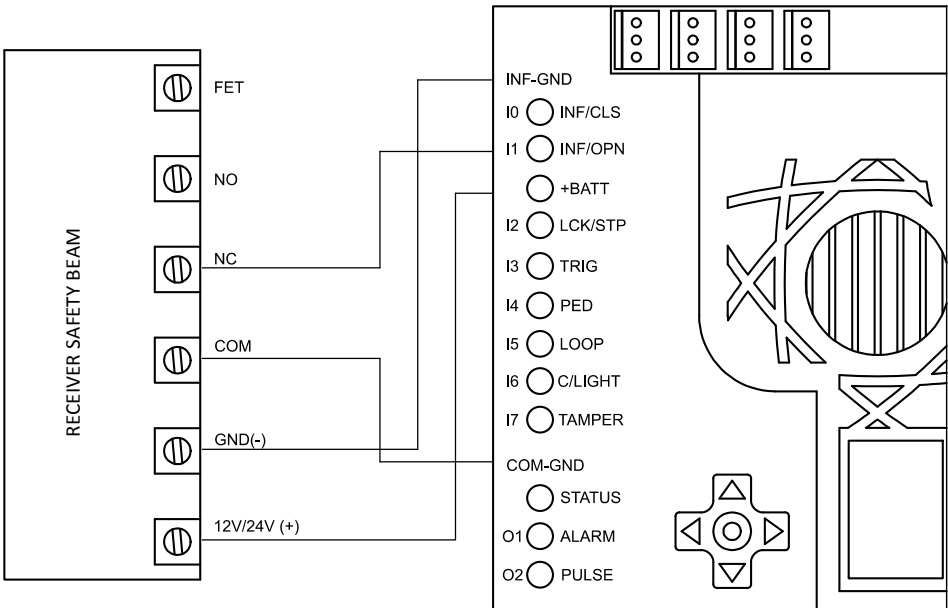 RECEIVER SAFETY BEAM
FET
NO
NC
COM
GND(-)
12V/24V (+)
INF-GND
I0 INF/CLS
I1 INF/OPN
+BATT
I2 LCK/STP
I3 TRIG
I4 PED
I5 LOOP
I6 C/LIGHT
I7 TAMPER
COM-GND
STATUS
O1 ALARM
O2 PULSE